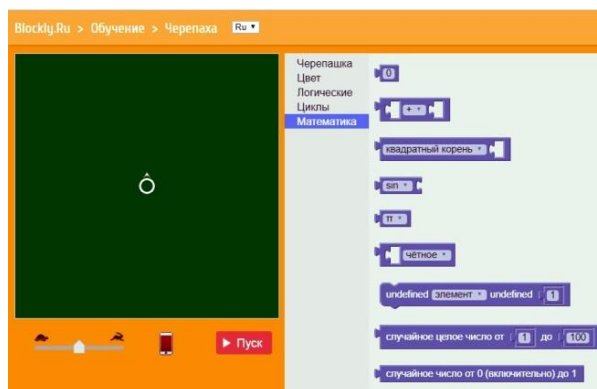 Blockly.Ru > Обучение > Черепаха Ru
Черепашка
Цвет
Логические
Циклы
Математика
0
+
квадратный корень
sin
π
чётное
undefined элемент undefined 1
случайное целое число от 1 до 100
случайное число от 0 (включительно) до 1
Пуск